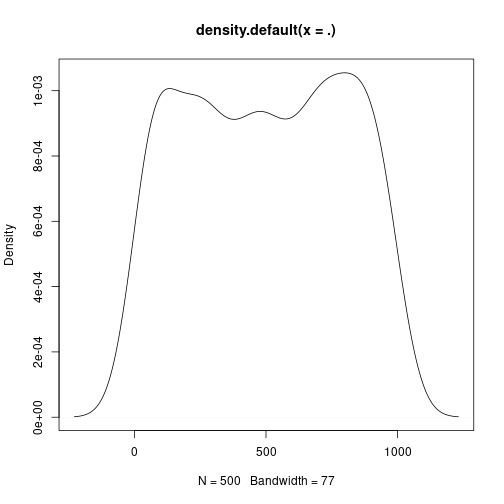 density.default(x = .)
Density
1e-03
8e-04
6e-04
4e-04
2e-04
0e+00
0 500 1000
N = 500 Bandwidth = 77